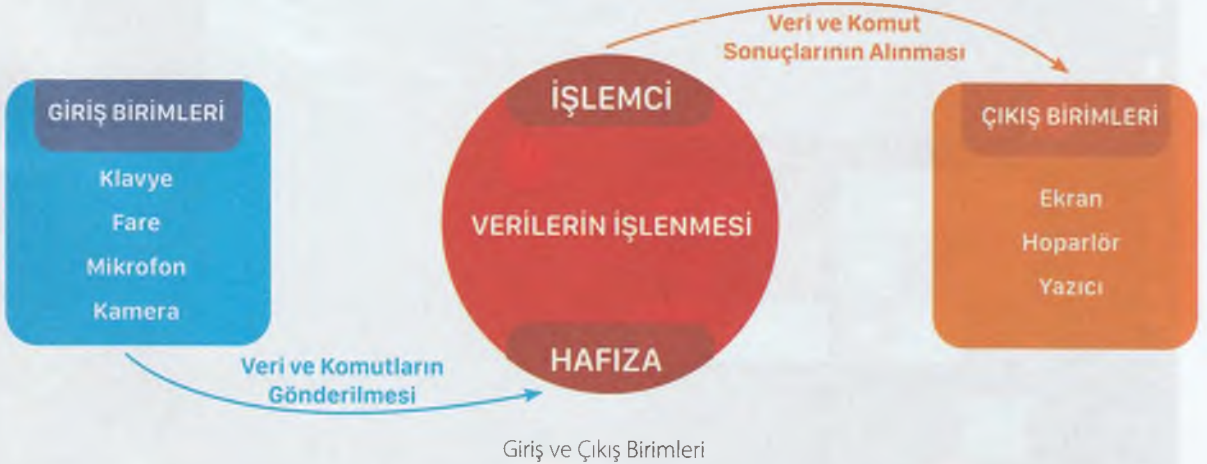 GİRİŞ BİRİMLERİ
Klavye
Fare
Mikrofon
Kamera
Veri ve Komutların
Gönderilmesi
İŞLEMCİ
VERİLERİN İŞLENMESİ
HAFIZA
Veri ve Komut
Sonuçlarının Alınması
ÇIKIŞ BİRİMLERİ
Ekran
Hoparlör
Yazıcı
Giriş ve Çıkış Birimleri